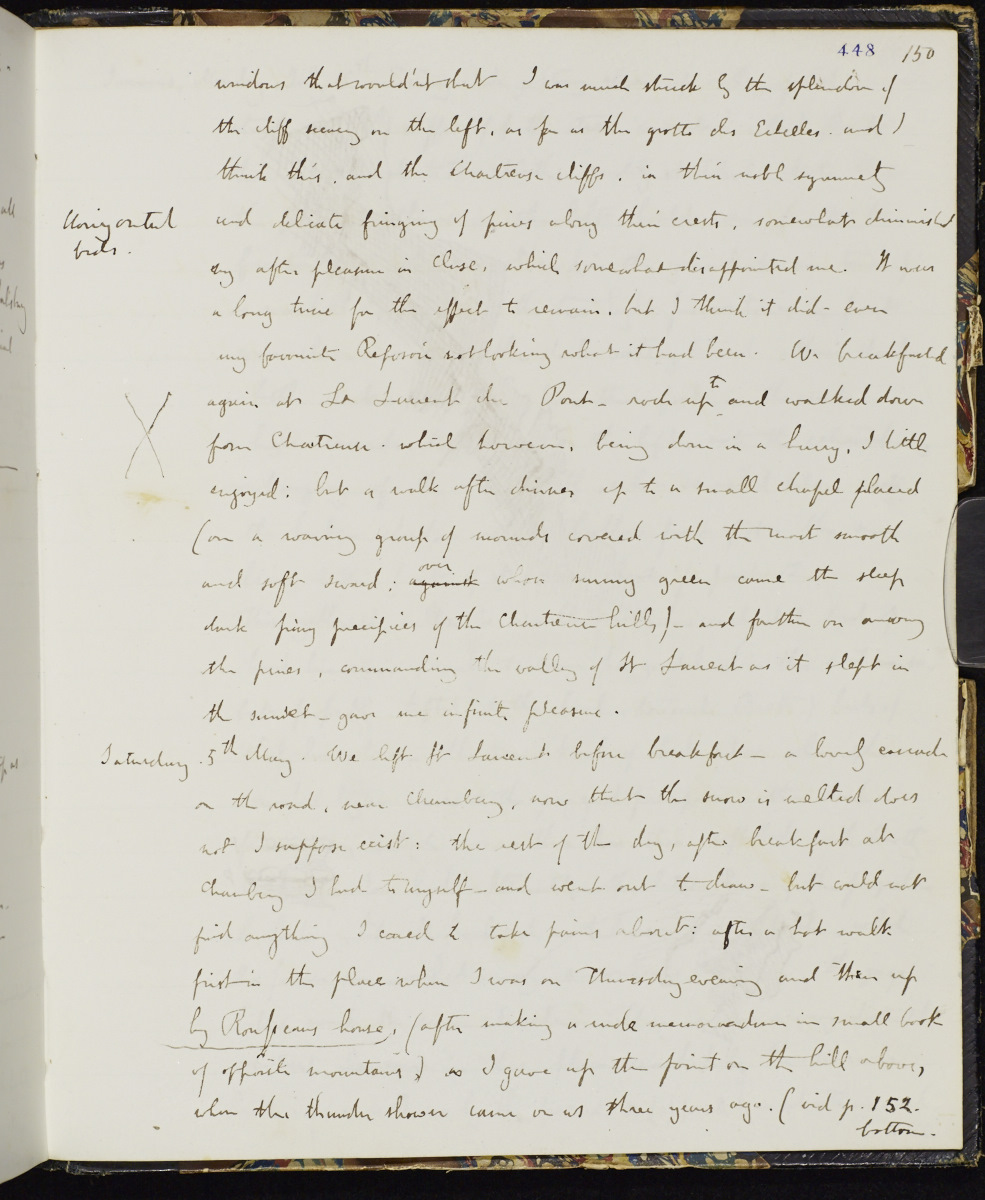 448 150
windows that wouldn't shut I was much struck by the splendour of
the cliff scenery on the left, as far as the grotto des Echelles. and I
think this, and the Chartreuse cliffs, in their noble symmetry
Horizontal
beds.
and delicate fringing of pines along their crests, somewhat diminished
my after pleasure in Cluse, which somewhat disappointed me. It was
a long time for the effect to remain, but I think it did - even
my favourite Reposoir not looking what it had been. We breakfasted
again at St Laurent du Pont - rode up to and walked down
from Chartreuse. which however, being done in a hurry, I little
enjoyed: but a walk after dinner up to a small chapel placed
(on a waving group of mounds covered with the most smooth
and soft sward; against over whose sunny green came the steep
dark piny precipices of the Chartreuse hills) - and farther on among
the pines, commanding the valley of St Laurent as it slept in
the sunset - gave me infinite pleasure.
Saturday. 5th May. We left St Laurent before breakfast - a lovely cascade
on the road, near Chambery, now that the snow is melted does
not I suppose exist: the rest of the day, after breakfast at
Chambery I had to myself - and went out to draw - but could not
find anything I cared to take pains about: after a hot walk
first in the place where I was on Thursday evening and then up
by Rousseaus house, (after making a rude memorandum in small book
of opposite mountains) as I gave up the point on the hill above,
when the thunder shower came on us three years ago. (vid p. 152.
bottom.